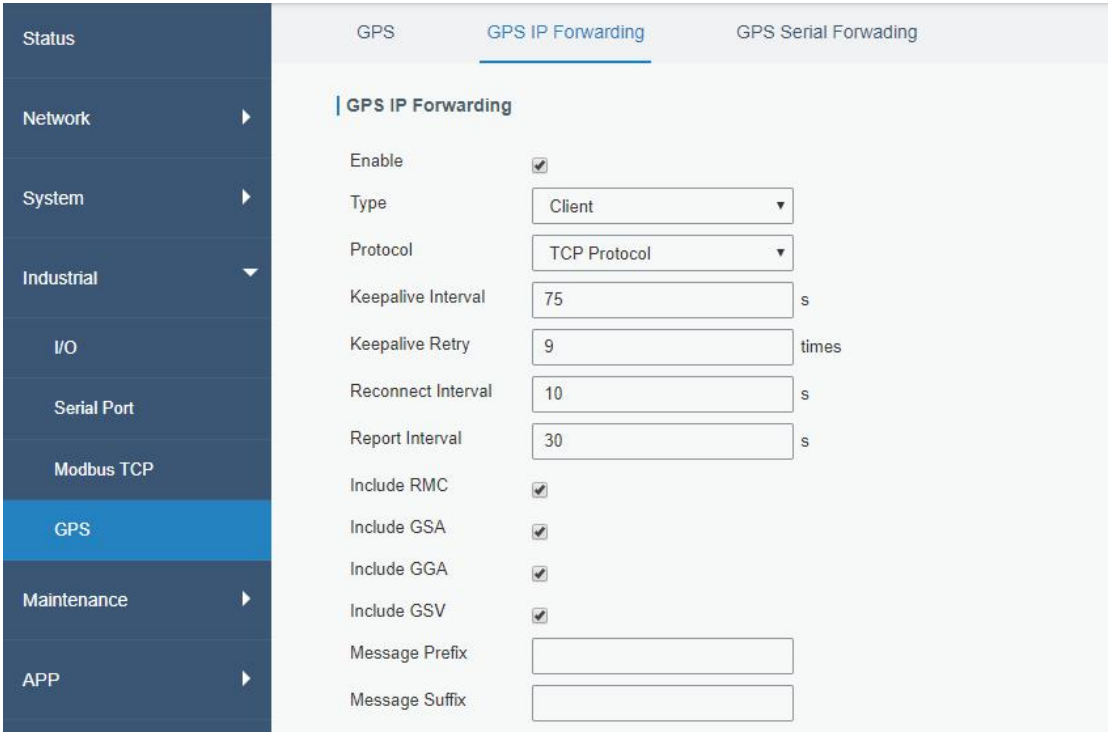 Status
Network
System
Industrial
I/O
Serial Port
Modbus TCP
GPS
Maintenance
APP
GPS GPS IP Forwarding GPS Serial Forwading
GPS IP Forwarding
Enable
Type Client
Protocol TCP Protocol
Keepalive Interval 75 s
Keepalive Retry 9 times
Reconnect Interval 10 s
Report Interval 30 s
Include RMC
Include GSA
Include GGA
Include GSV
Message Prefix
Message Suffix